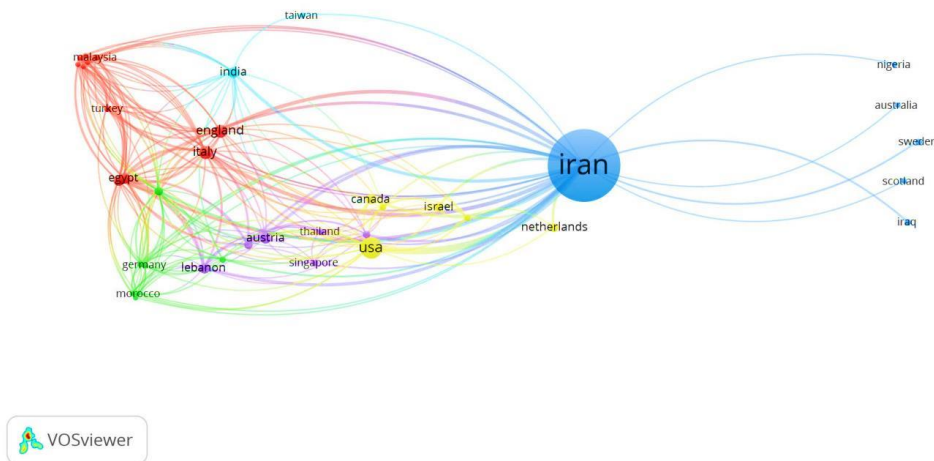 taiwan
malaysia
india
nigeria
turkey
australia
england
sweden
italy
iran
egypt
scotland
canada
israel
iraq
netherlands
austria
thailand
usa
germany
lebanon
singapore
morocco
VOSviewer